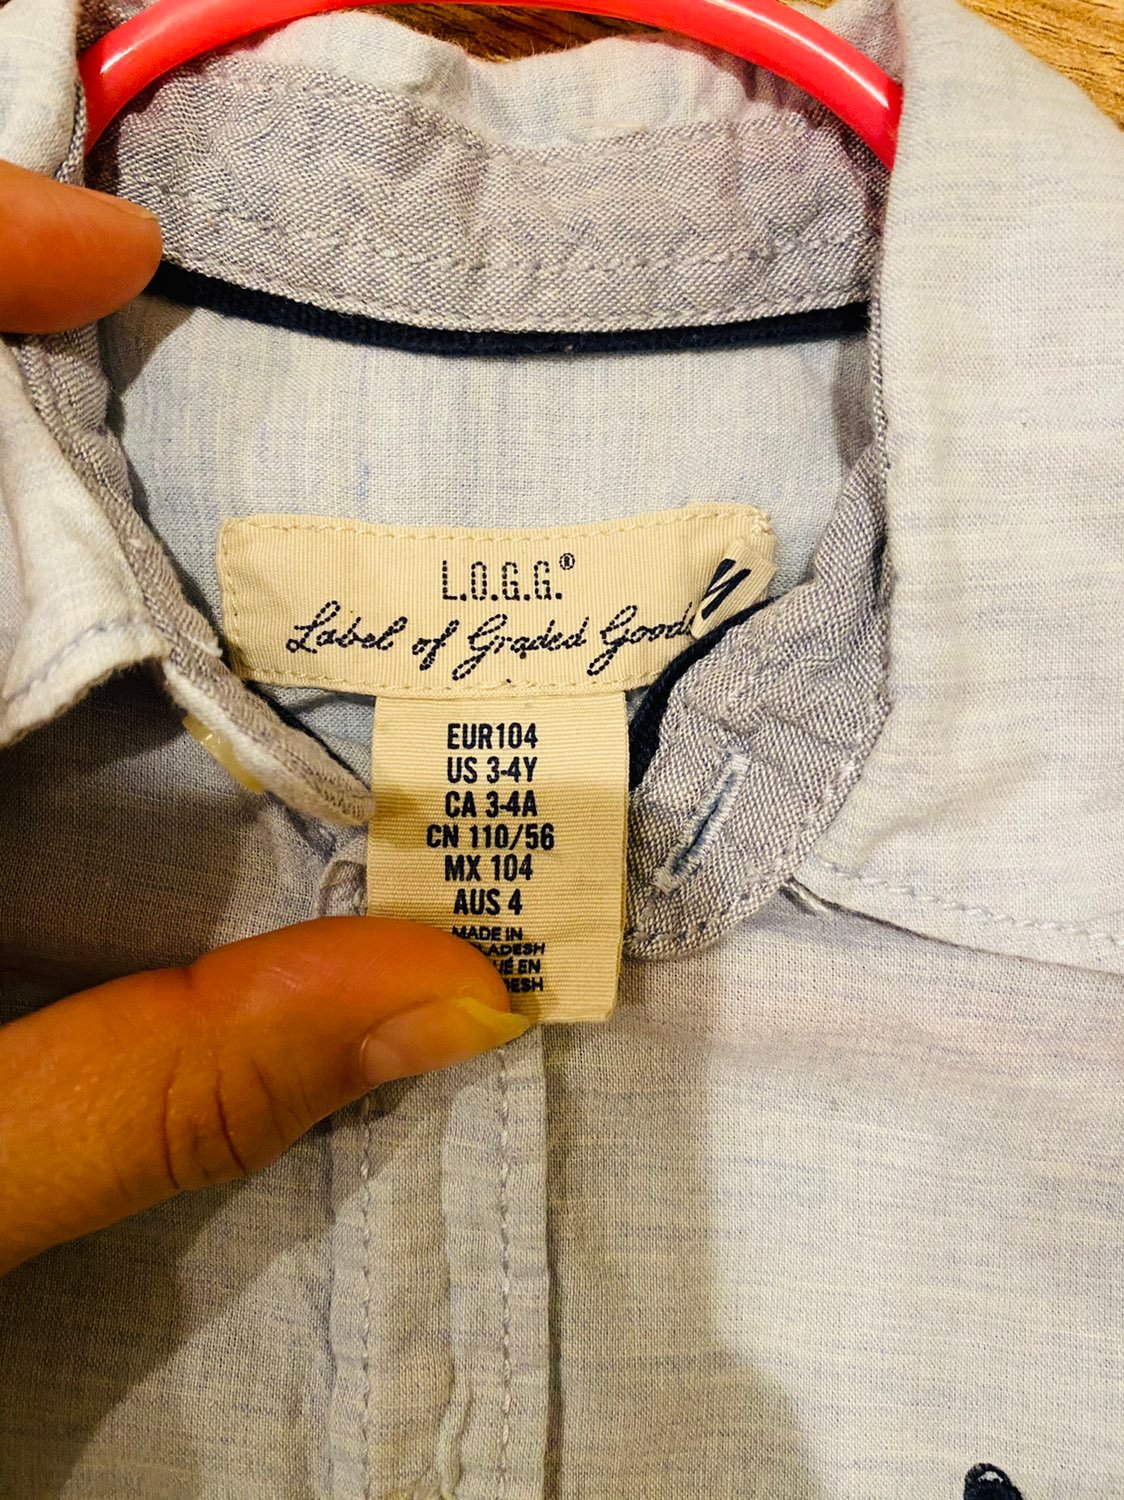 L.O.G.G.®
Label of Graded Goods
EUR104
US 3-4Y
CA 3-4A
CN 110/56
MX 104
AUS 4
MADE IN
EN